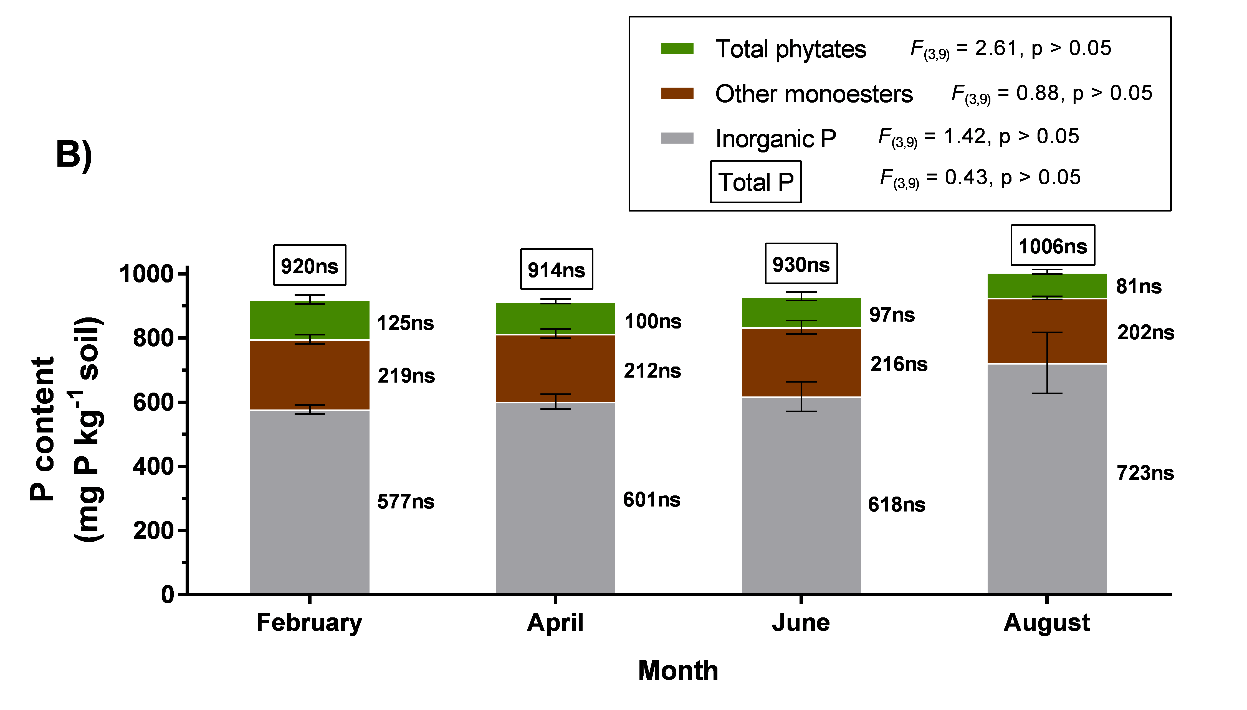 Total phytates F(3,9) = 2.61, p > 0.05
Other monoesters F(3,9) = 0.88, p > 0.05
B)
Inorganic P F(3,9) = 1.42, p > 0.05
Total P F(3,9) = 0.43, p > 0.05
920ns 914ns 930ns 1006ns
1000
125ns 100ns 97ns 81ns
800
219ns 212ns 216ns 202ns
600
577ns 601ns 618ns 723ns
400
200
0
P content
(mg P kg⁻¹ soil)
February April June August
Month